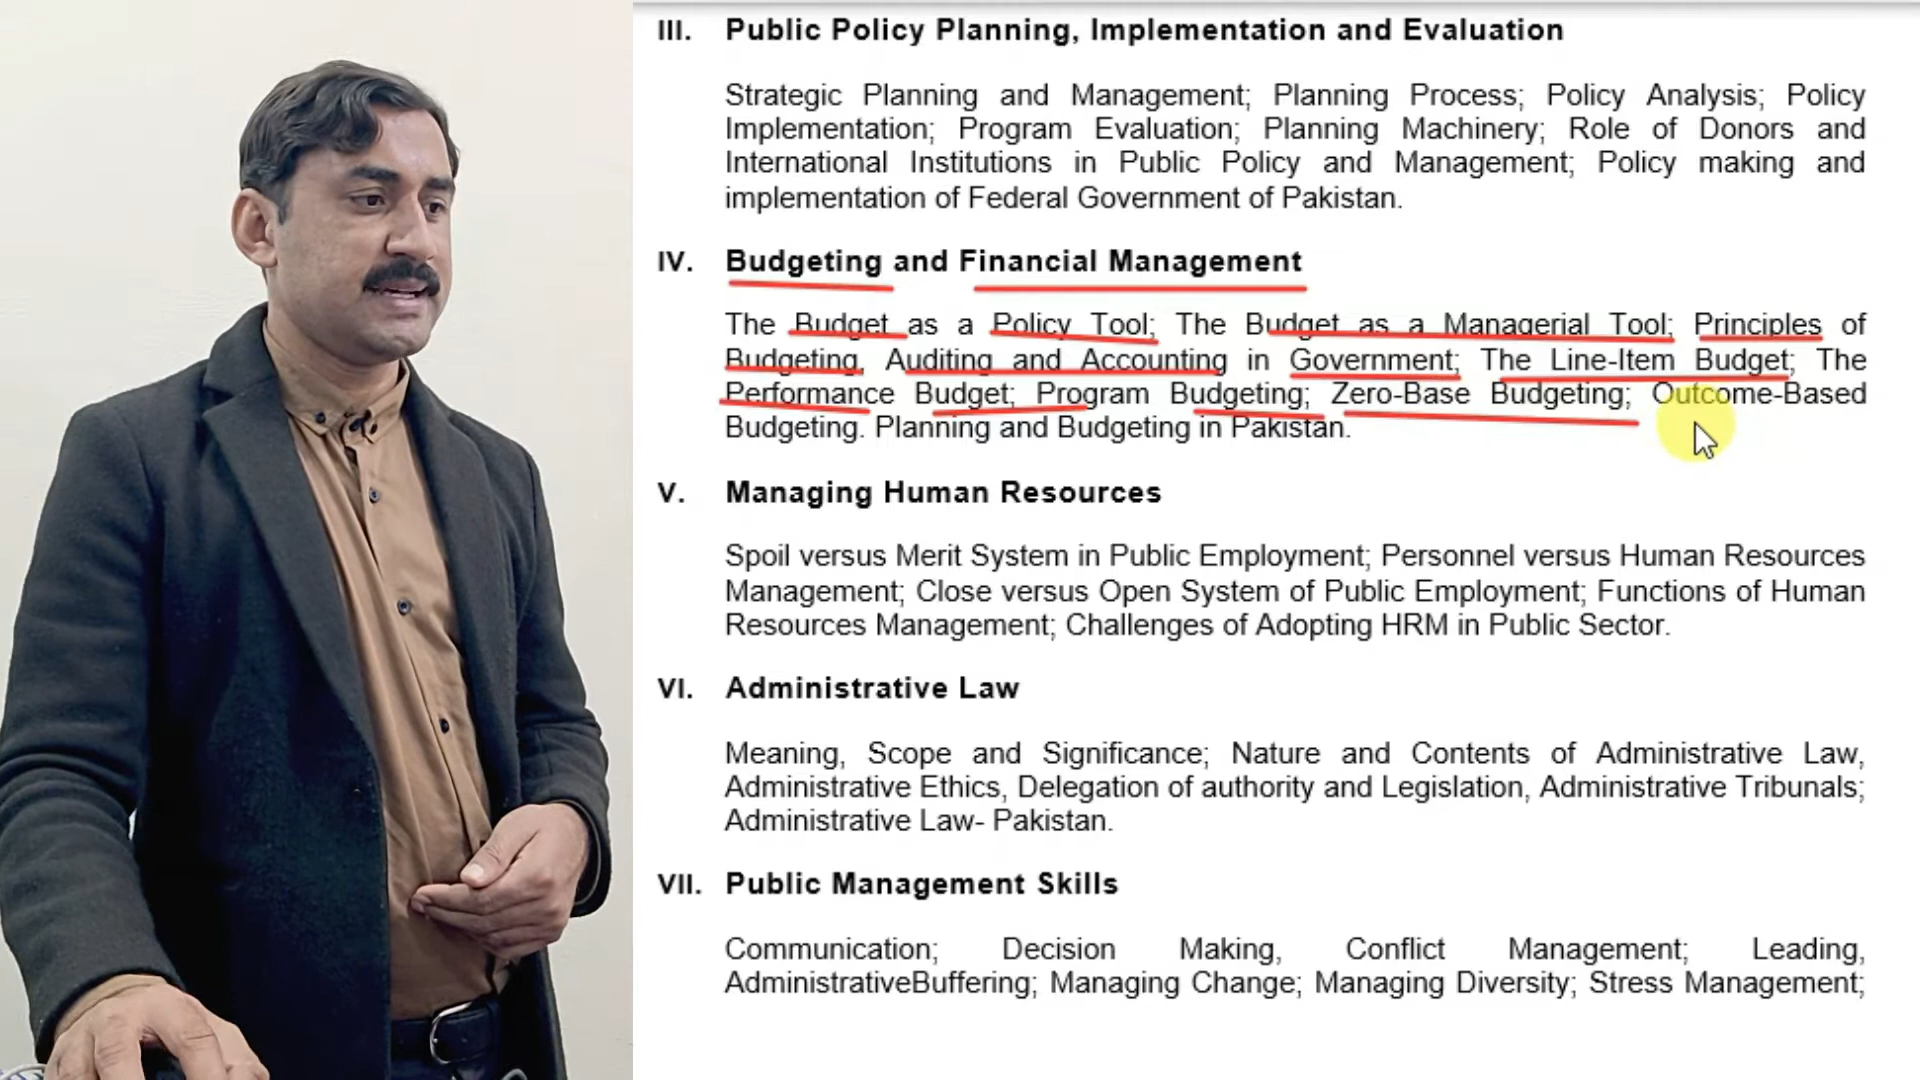 III. Public Policy Planning, Implementation and Evaluation
Strategic Planning and Management; Planning Process; Policy Analysis; Policy
Implementation; Program Evaluation; Planning Machinery; Role of Donors and
International Institutions in Public Policy and Management; Policy making and
implementation of Federal Government of Pakistan.
IV. Budgeting and Financial Management
The Budget as a Policy Tool; The Budget as a Managerial Tool; Principles of
Budgeting, Auditing and Accounting in Government; The Line-Item Budget; The
Performance Budget; Program Budgeting; Zero-Base Budgeting; Outcome-Based
Budgeting. Planning and Budgeting in Pakistan.
V. Managing Human Resources
Spoil versus Merit System in Public Employment; Personnel versus Human Resources
Management; Close versus Open System of Public Employment; Functions of Human
Resources Management; Challenges of Adopting HRM in Public Sector.
VI. Administrative Law
Meaning, Scope and Significance; Nature and Contents of Administrative Law,
Administrative Ethics, Delegation of authority and Legislation, Administrative Tribunals;
Administrative Law- Pakistan.
VII. Public Management Skills
Communication; Decision Making, Conflict Management; Leading,
AdministrativeBuffering; Managing Change; Managing Diversity; Stress Management;